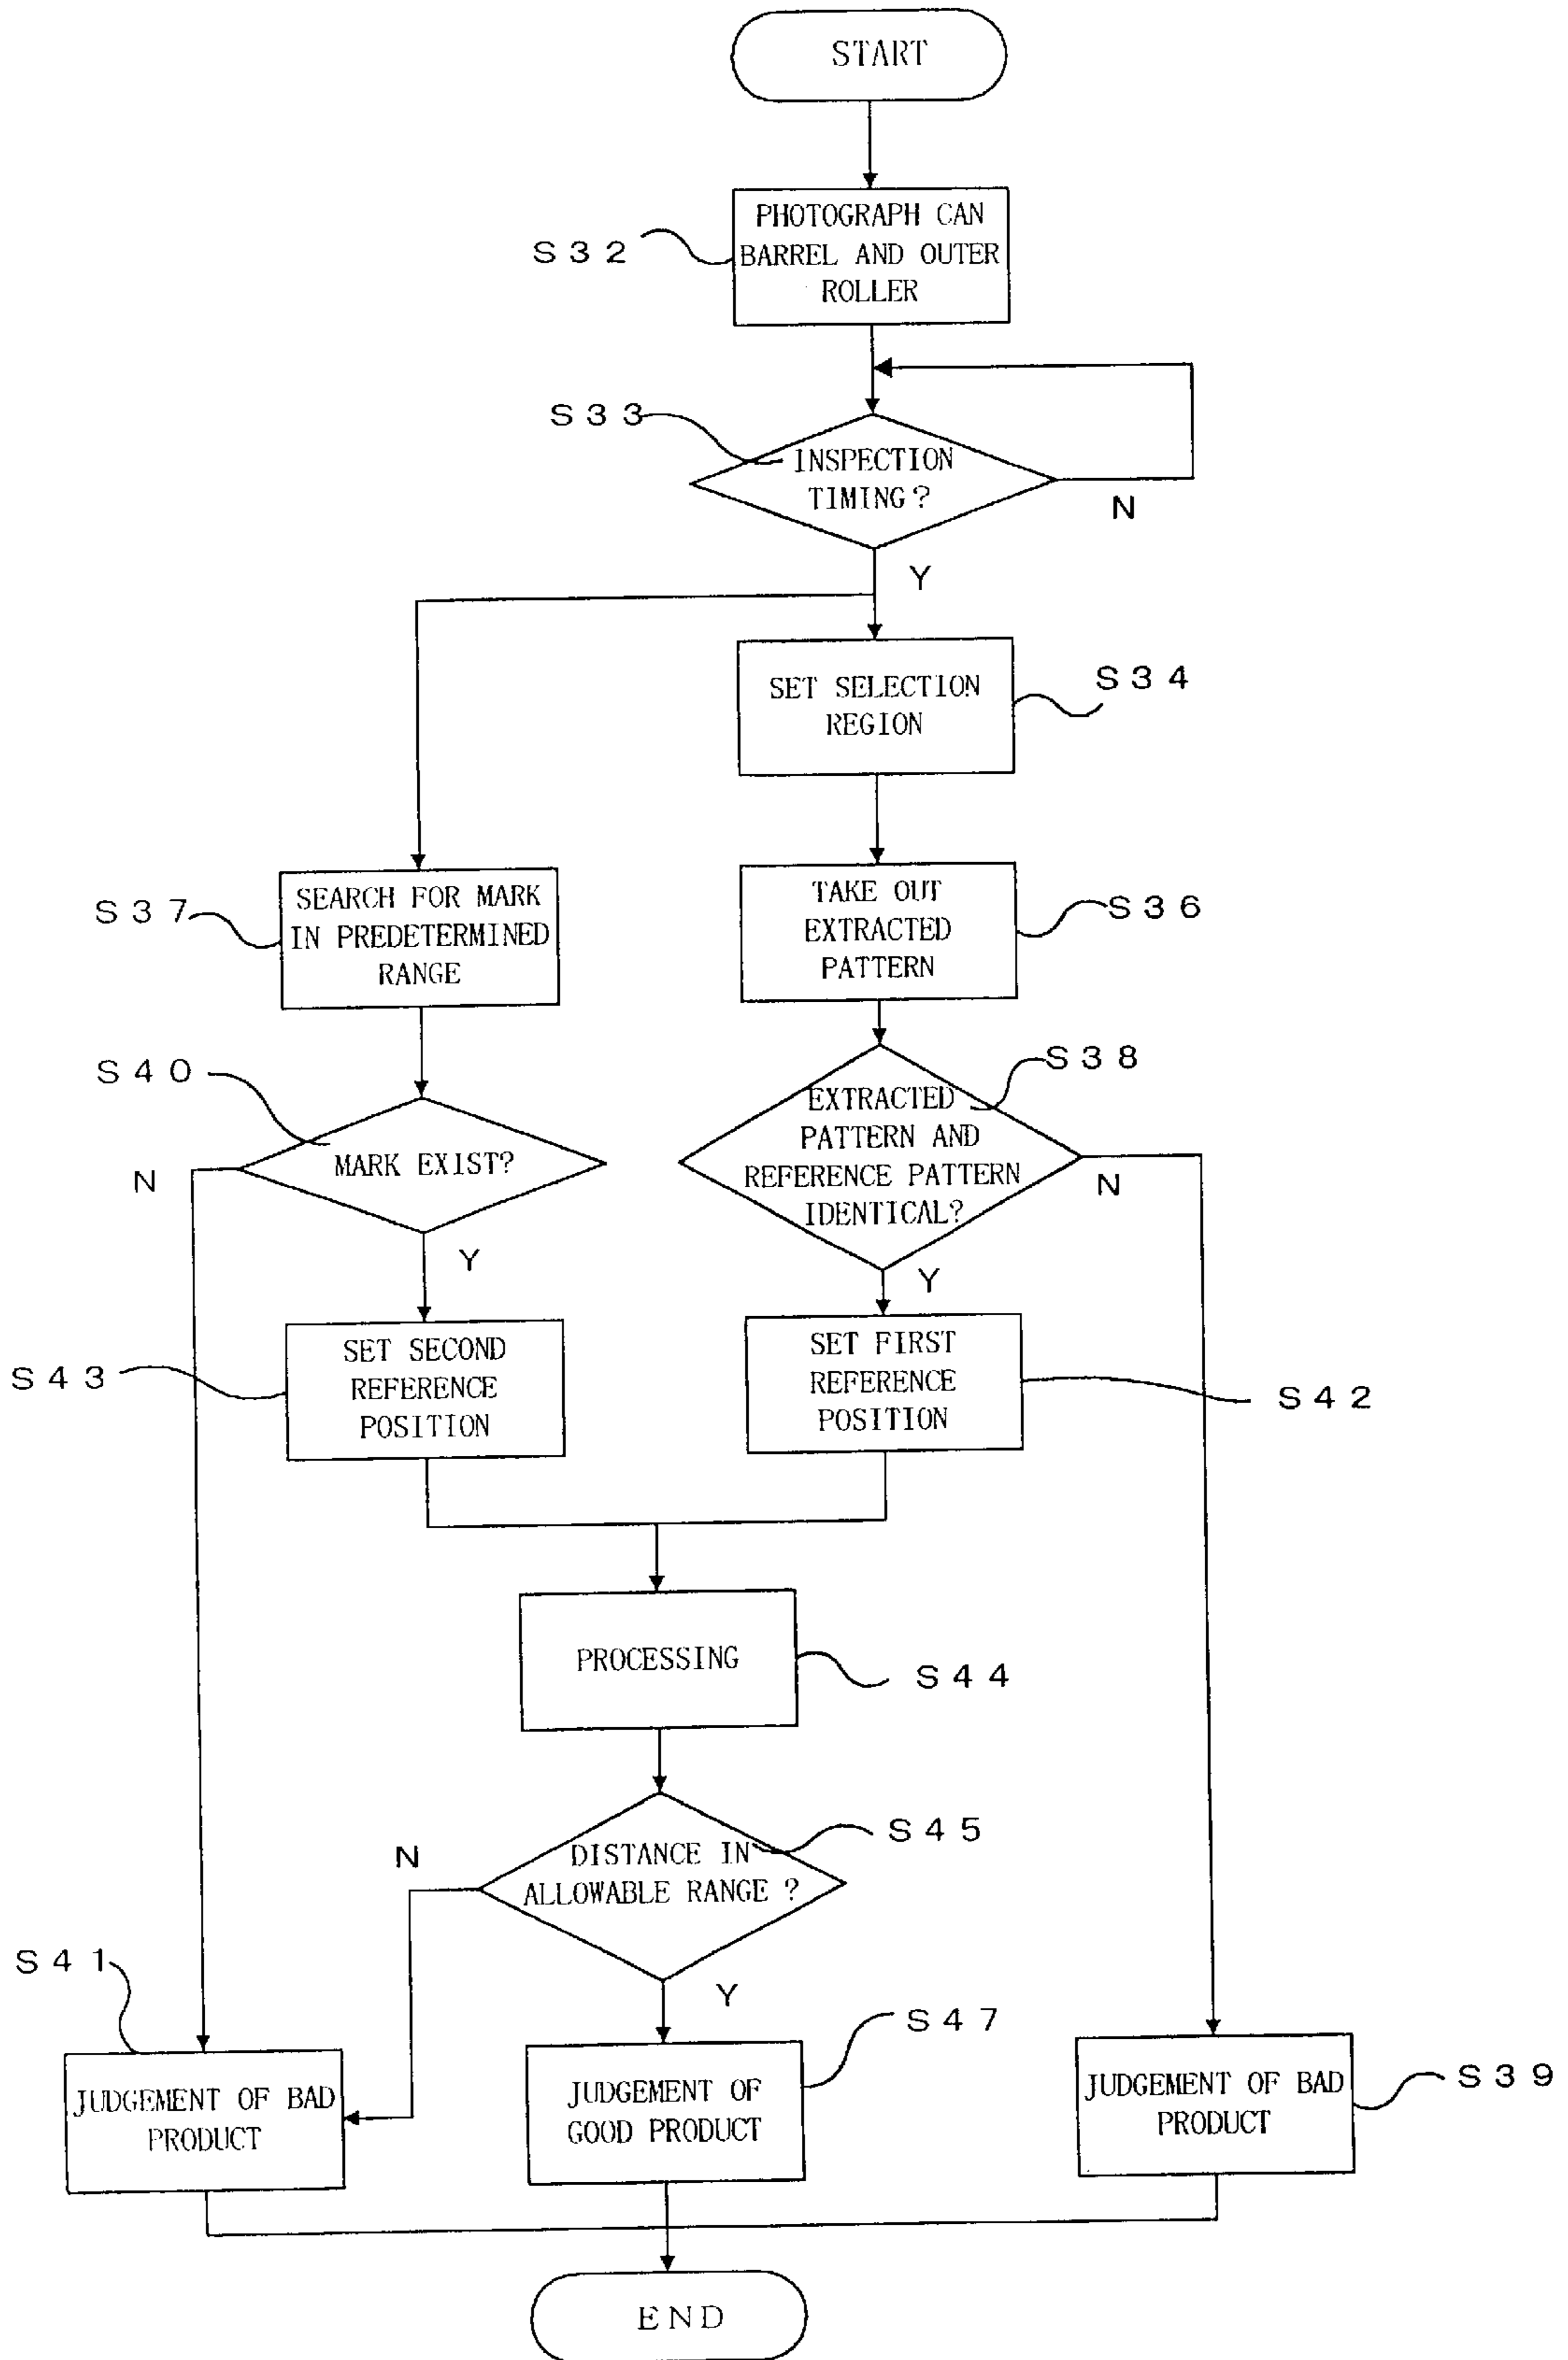 START
PHOTOGRAPH CAN
BARREL AND OUTER
ROLLER
S32
S33
INSPECTION
TIMING?
N
Y
SET SELECTION
REGION
S34
S37
SEARCH FOR MARK
IN PREDETERMINED
RANGE
TAKE OUT
EXTRACTED
PATTERN
S36
S40
MARK EXIST?
N
Y
S38
EXTRACTED
PATTERN AND
REFERENCE PATTERN
IDENTICAL?
N
Y
S43
SET SECOND
REFERENCE
POSITION
SET FIRST
REFERENCE
POSITION
S42
PROCESSING
S44
S45
DISTANCE IN
ALLOWABLE RANGE ?
N
Y
S41
JUDGEMENT OF BAD
PRODUCT
S47
JUDGEMENT OF
GOOD PRODUCT
JUDGEMENT OF BAD
PRODUCT
S39
END